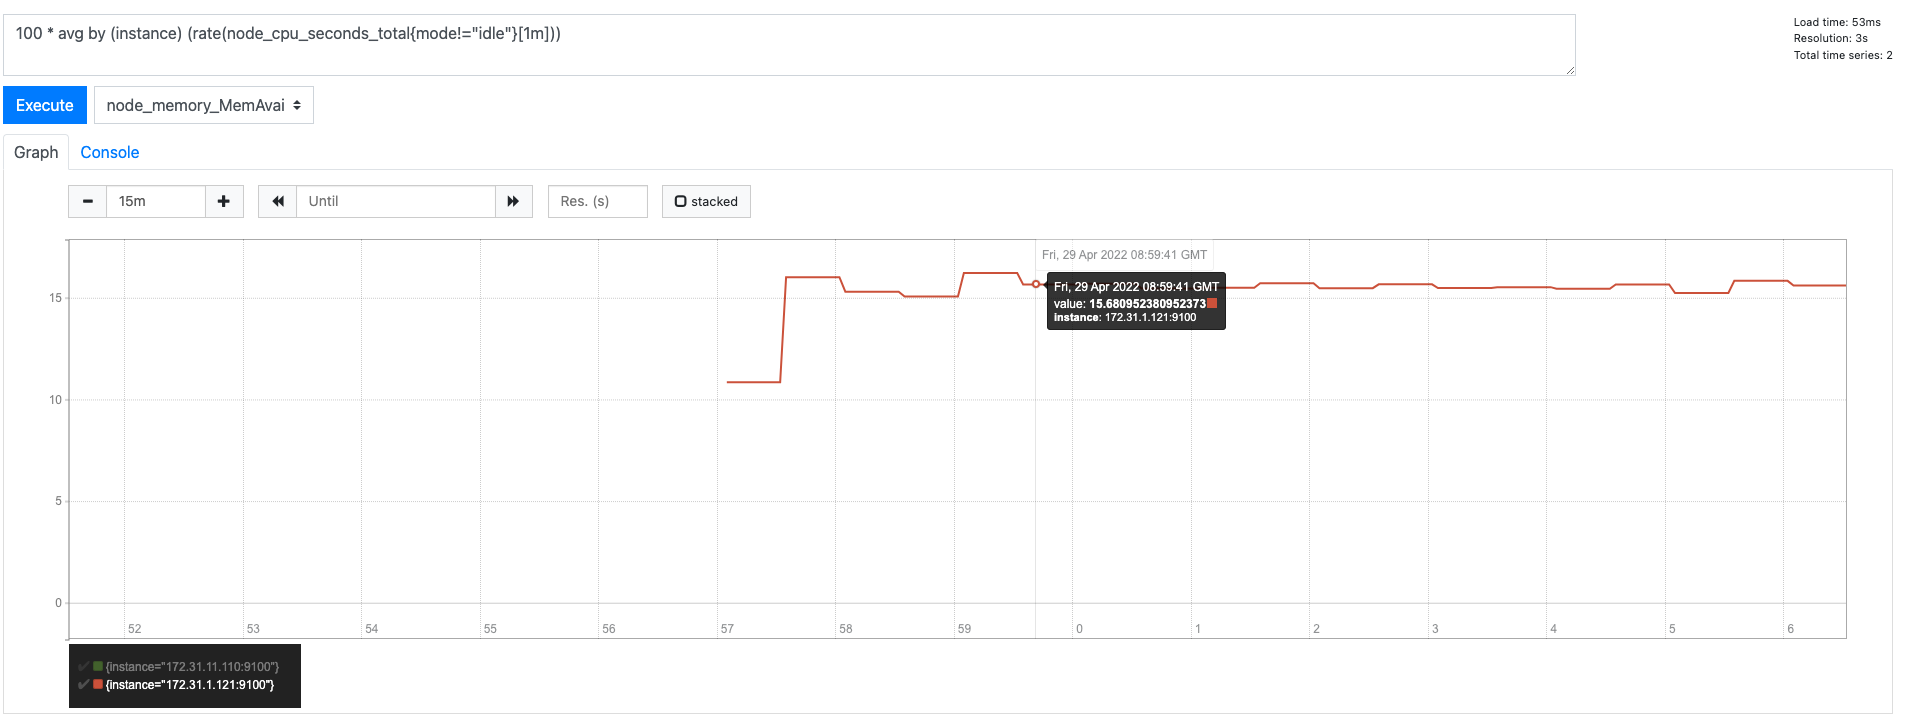 100 * avg by (instance) (rate(node_cpu_seconds_total{mode!="idle"}[1m]))
Load time: 53ms
Resolution: 3s
Total time series: 2
Execute
node_memory_MemAvai
Graph
Console
15m
Until
Res. (s)
stacked
Fri, 29 Apr 2022 08:59:41 GMT
Fri, 29 Apr 2022 08:59:41 GMT
value: 15.680952380952373
instance: 172.31.1.121:9100
15
10
5
0
52 53 54 55 56 57 58 59 0 1 2 3 4 5 6
{instance="172.31.11.110:9100"}
{instance="172.31.1.121:9100"}